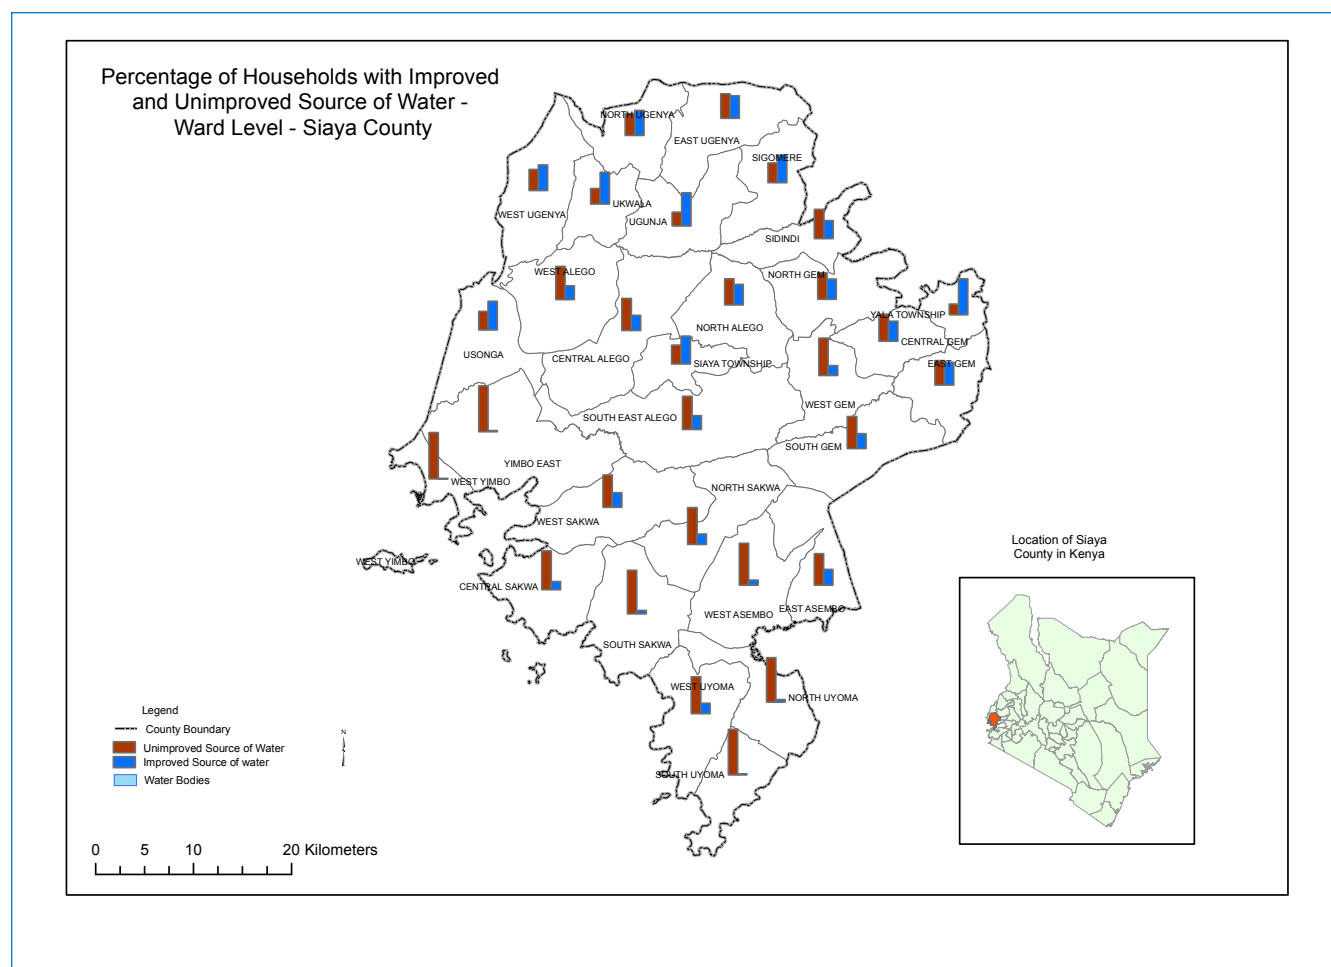 Percentage of Households with Improved
and Unimproved Source of Water -
Ward Level - Siaya County
NORTH UGENYA
EAST UGENYA
SIGOMERE
WEST UGENYA
UKWALA
UGUNJA
SIDINDI
WEST ALEGO
NORTH GEM
YALA TOWNSHIP
NORTH ALEGO
CENTRAL GEM
USONGA
CENTRAL ALEGO
SIAYA TOWNSHIP
EAST GEM
WEST GEM
SOUTH EAST ALEGO
SOUTH GEM
YIMBO EAST
WEST YIMBO
NORTH SAKWA
WEST SAKWA
WEST YIMBO
CENTRAL SAKWA
WEST ASEMBO
EAST ASEMBO
SOUTH SAKWA
WEST UYOMA
NORTH UYOMA
SOUTH UYOMA
Location of Siaya
County in Kenya
Legend
County Boundary
Unimproved Source of Water
Improved Source of water
Water Bodies
N
0 5 10 20 Kilometers